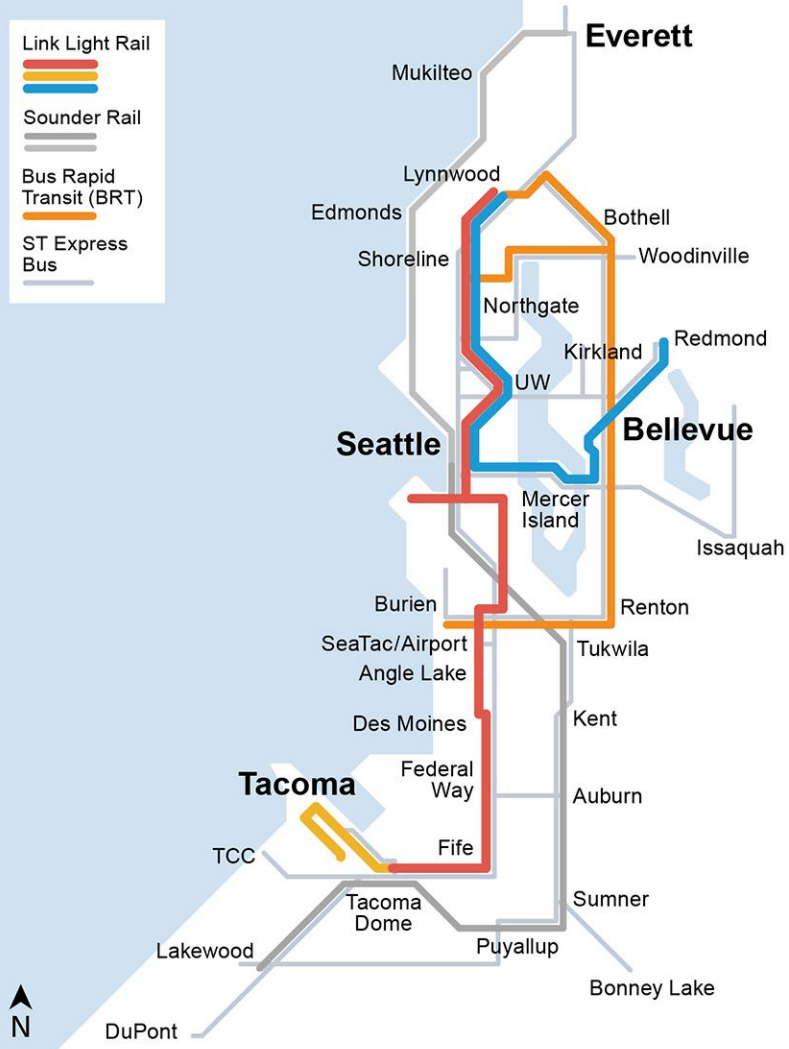 Link Light Rail
Sounder Rail
Bus Rapid
Transit (BRT)
ST Express
Bus
Everett
Mukilteo
Lynnwood
Edmonds
Bothell
Shoreline
Woodinville
Northgate
Kirkland
Redmond
UW
Seattle
Bellevue
Mercer
Island
Issaquah
Burien
Renton
SeaTac/Airport
Tukwila
Angle Lake
Des Moines
Kent
Federal
Way
Tacoma
Auburn
Fife
TCC
Tacoma
Dome
Sumner
Lakewood
Puyallup
Bonney Lake
N
DuPont